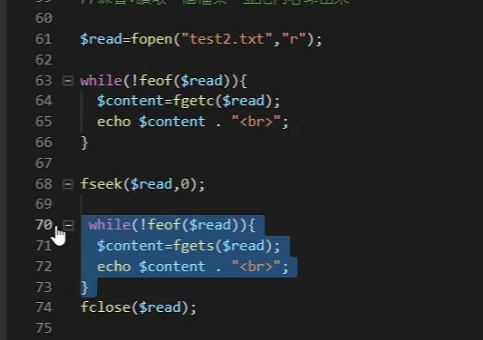 60
61 $read=fopen("test2.txt","r");
62
63 while(!feof($read)){
64 $content=fgetc($read);
65 echo $content . "<br>";
66 }
67
68 fseek($read,0);
69
70 while(!feof($read)){
71 $content=fgets($read);
72 echo $content . "<br>";
73 }
74 fclose($read);
75